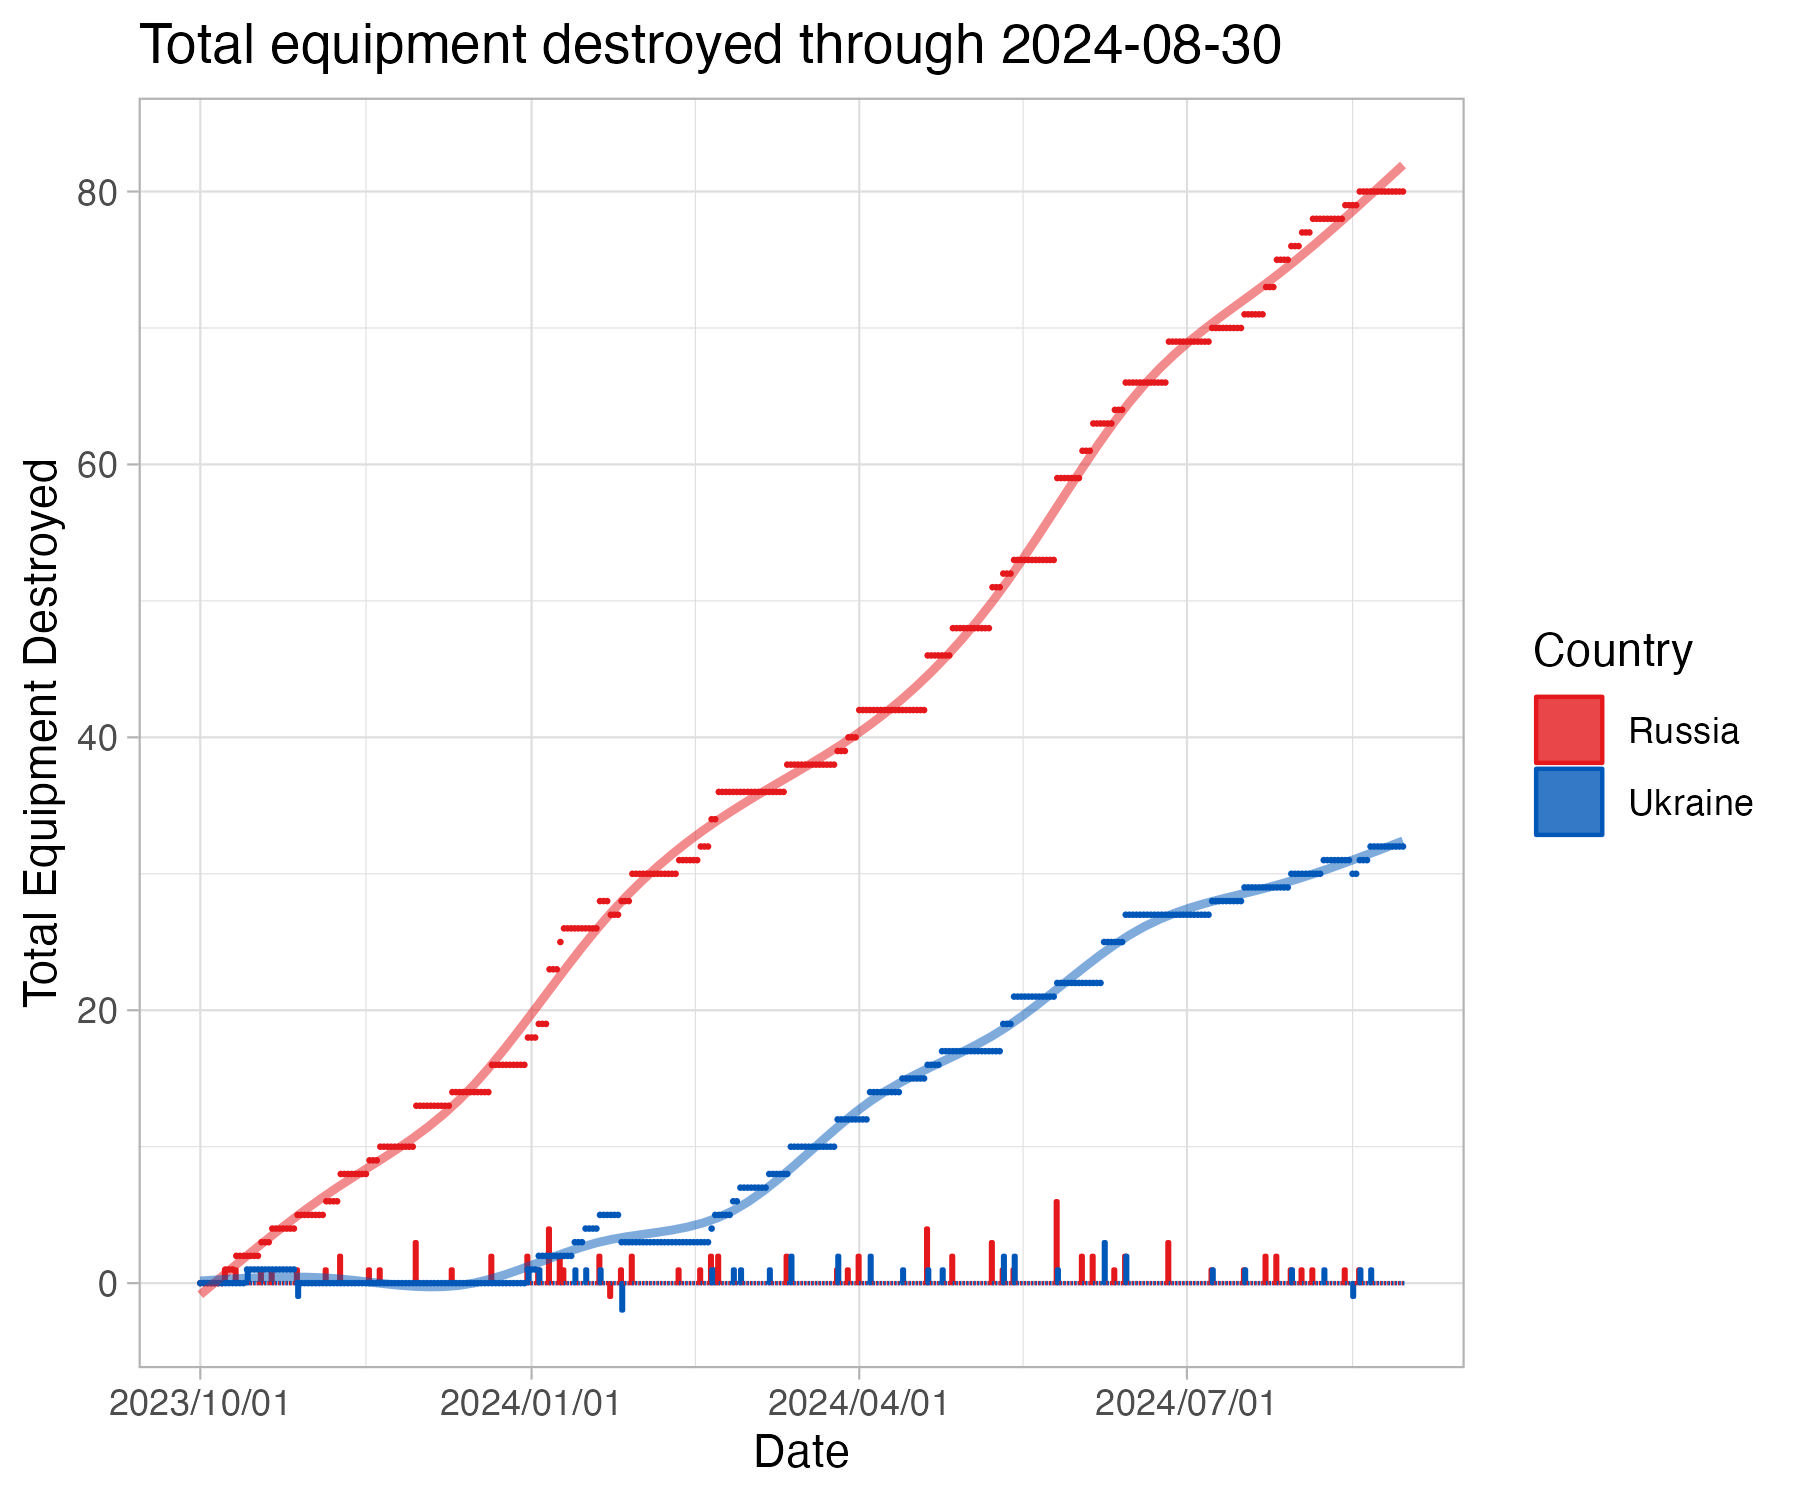 Total equipment destroyed through 2024-08-30
Total Equipment Destroyed
80
60
40
20
0
2023/10/01
2024/01/01
2024/04/01
2024/07/01
Date
Country
Russia
Ukraine